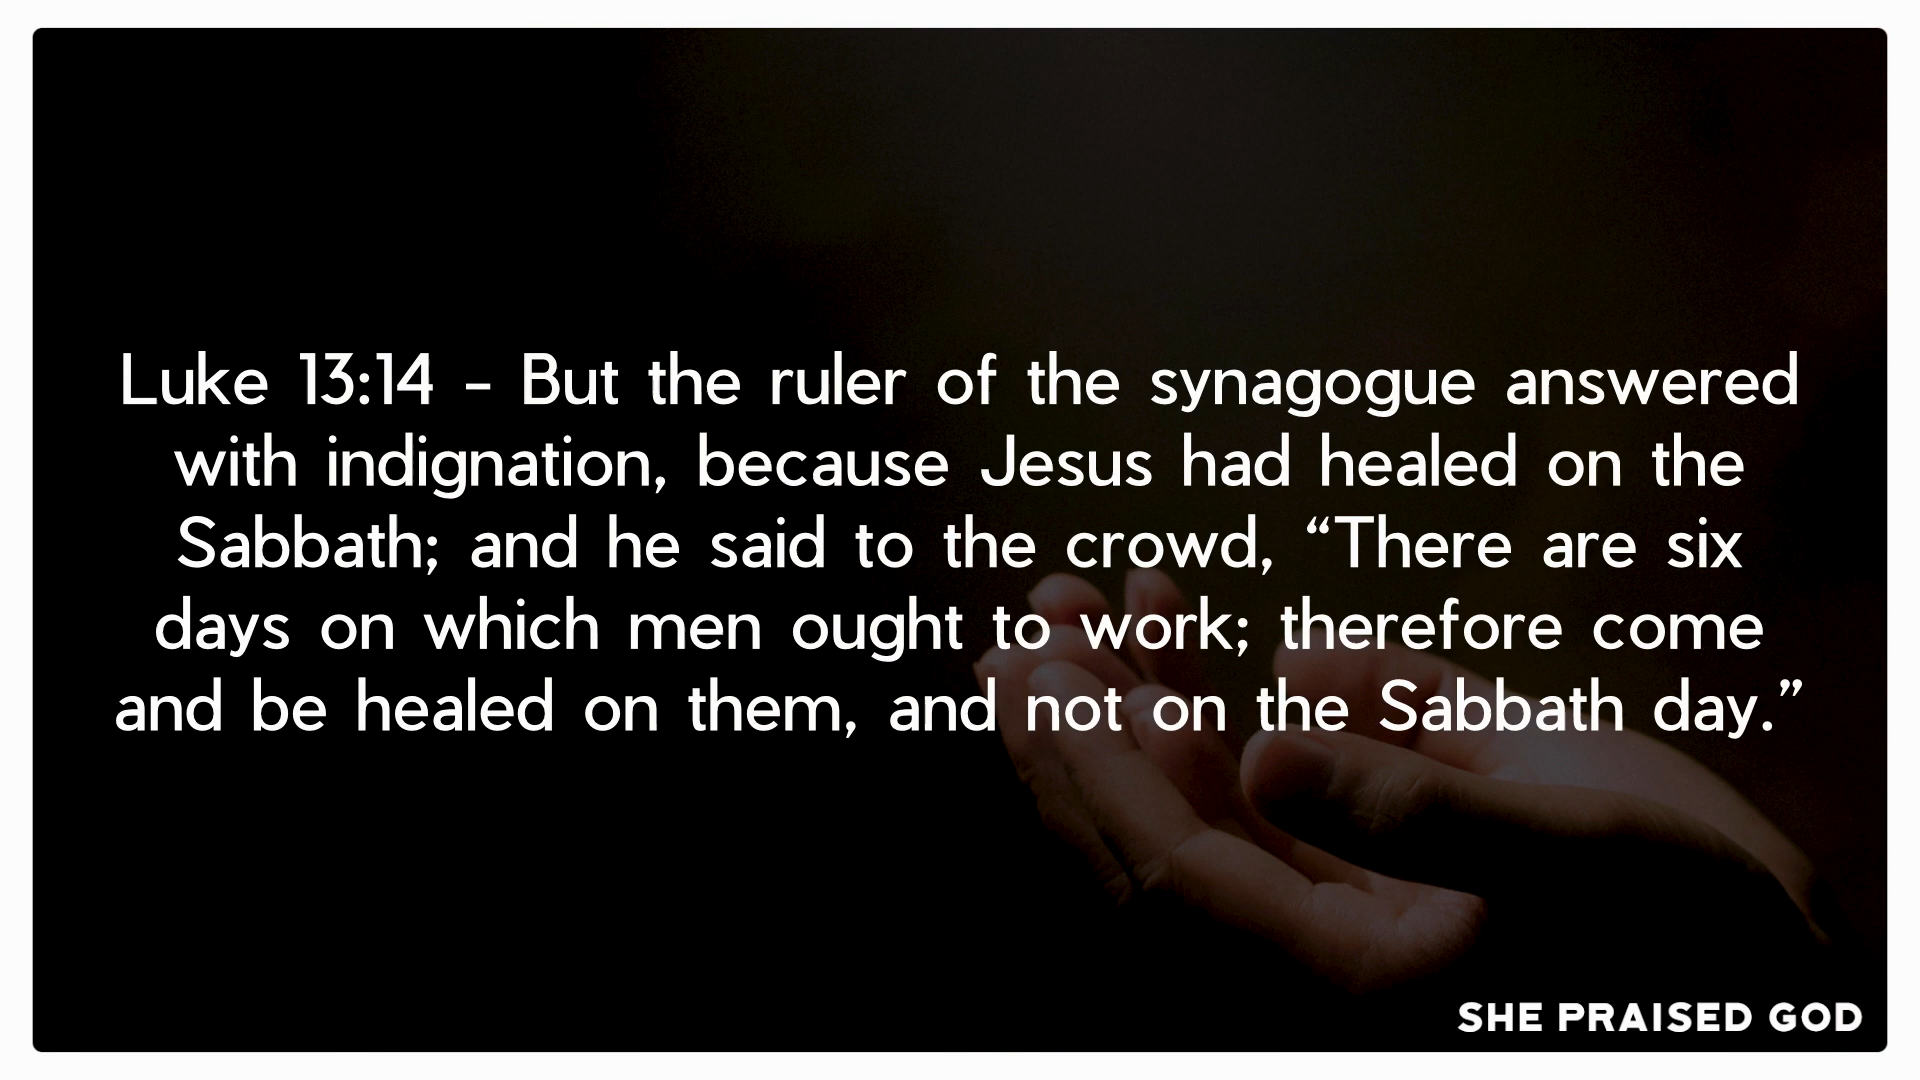 Luke 13:14 - But the ruler of the synagogue answered
with indignation, because Jesus had healed on the
Sabbath; and he said to the crowd, “There are six
days on which men ought to work; therefore come
and be healed on them, and not on the Sabbath day.”
SHE PRAISED GOD